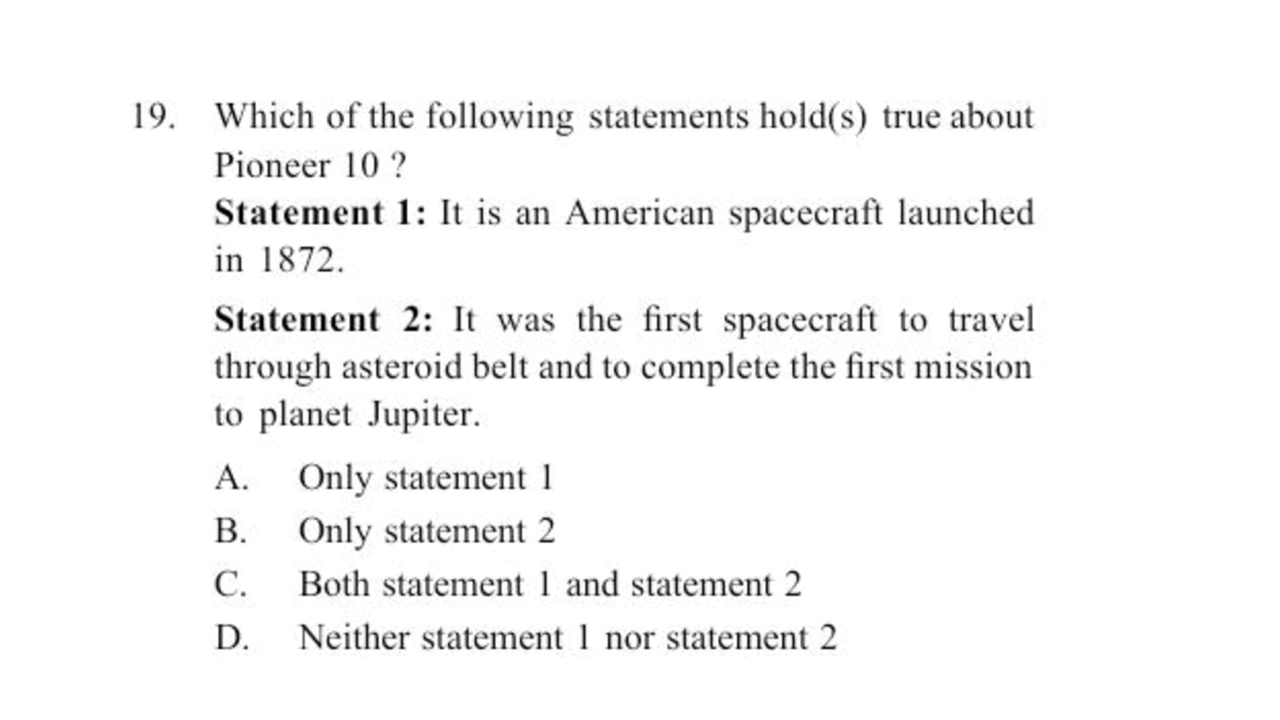 19. Which of the following statements hold(s) true about
Pioneer 10 ?
Statement 1: It is an American spacecraft launched
in 1872.
Statement 2: It was the first spacecraft to travel
through asteroid belt and to complete the first mission
to planet Jupiter.
A. Only statement 1
B. Only statement 2
C. Both statement 1 and statement 2
D. Neither statement 1 nor statement 2